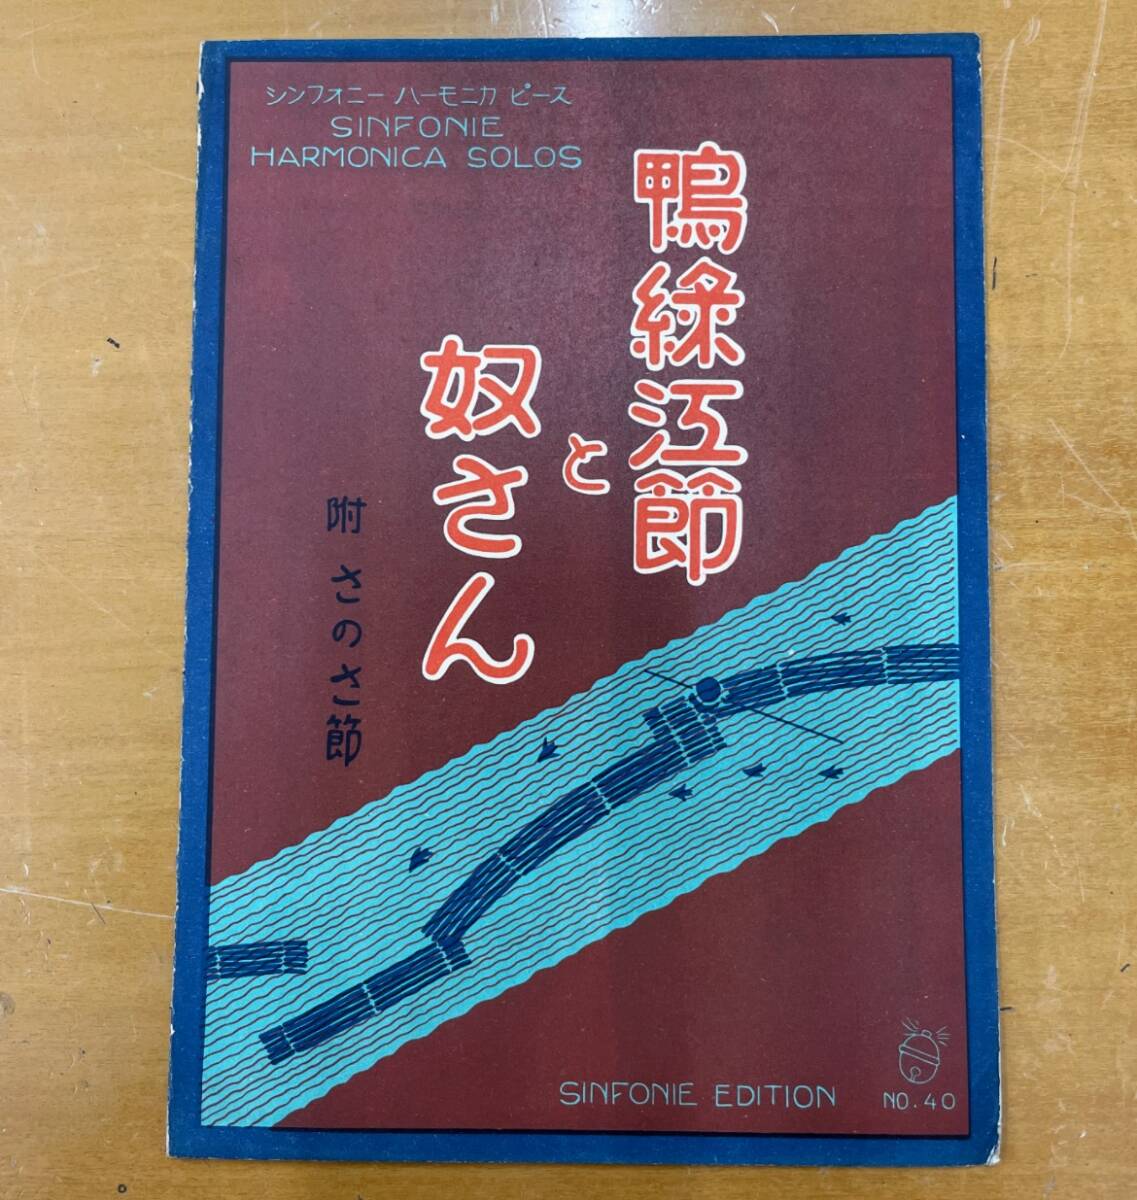 シンフォニー ハーモニカ ピース
SINFONIE
HARMONICA SOLOS
鴨緑江節
と
奴さん
附 さのさ節
SINFONIE EDITION
NO.40